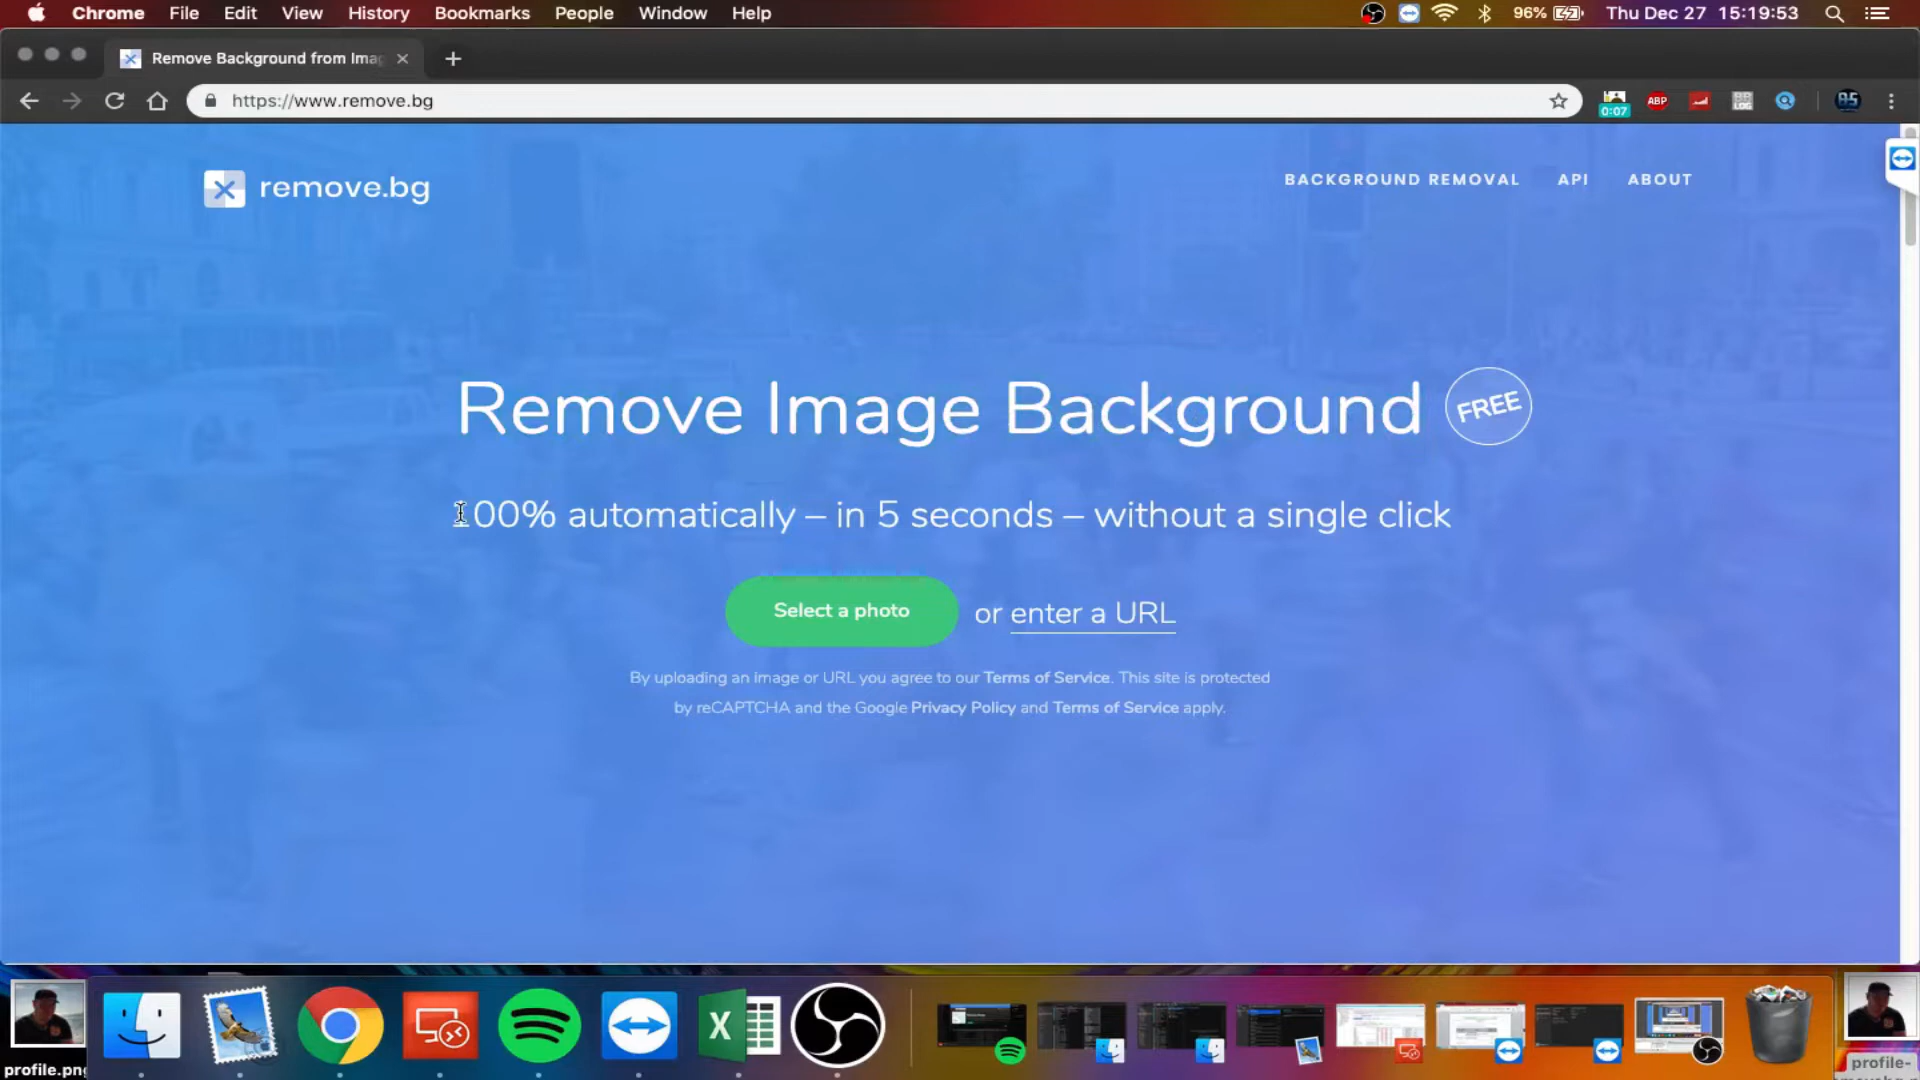 Chrome File Edit View History Bookmarks People Window Help
96% Thu Dec 27 15:19:53
Remove Background from Ima
https://www.remove.bg
0:07
ABP
remove.bg
BACKGROUND REMOVAL API ABOUT
Remove Image Background FREE
100% automatically – in 5 seconds – without a single click
Select a photo or enter a URL
By uploading an image or URL you agree to our Terms of Service. This site is protected
by reCAPTCHA and the Google Privacy Policy and Terms of Service apply.
profile.png
profile-